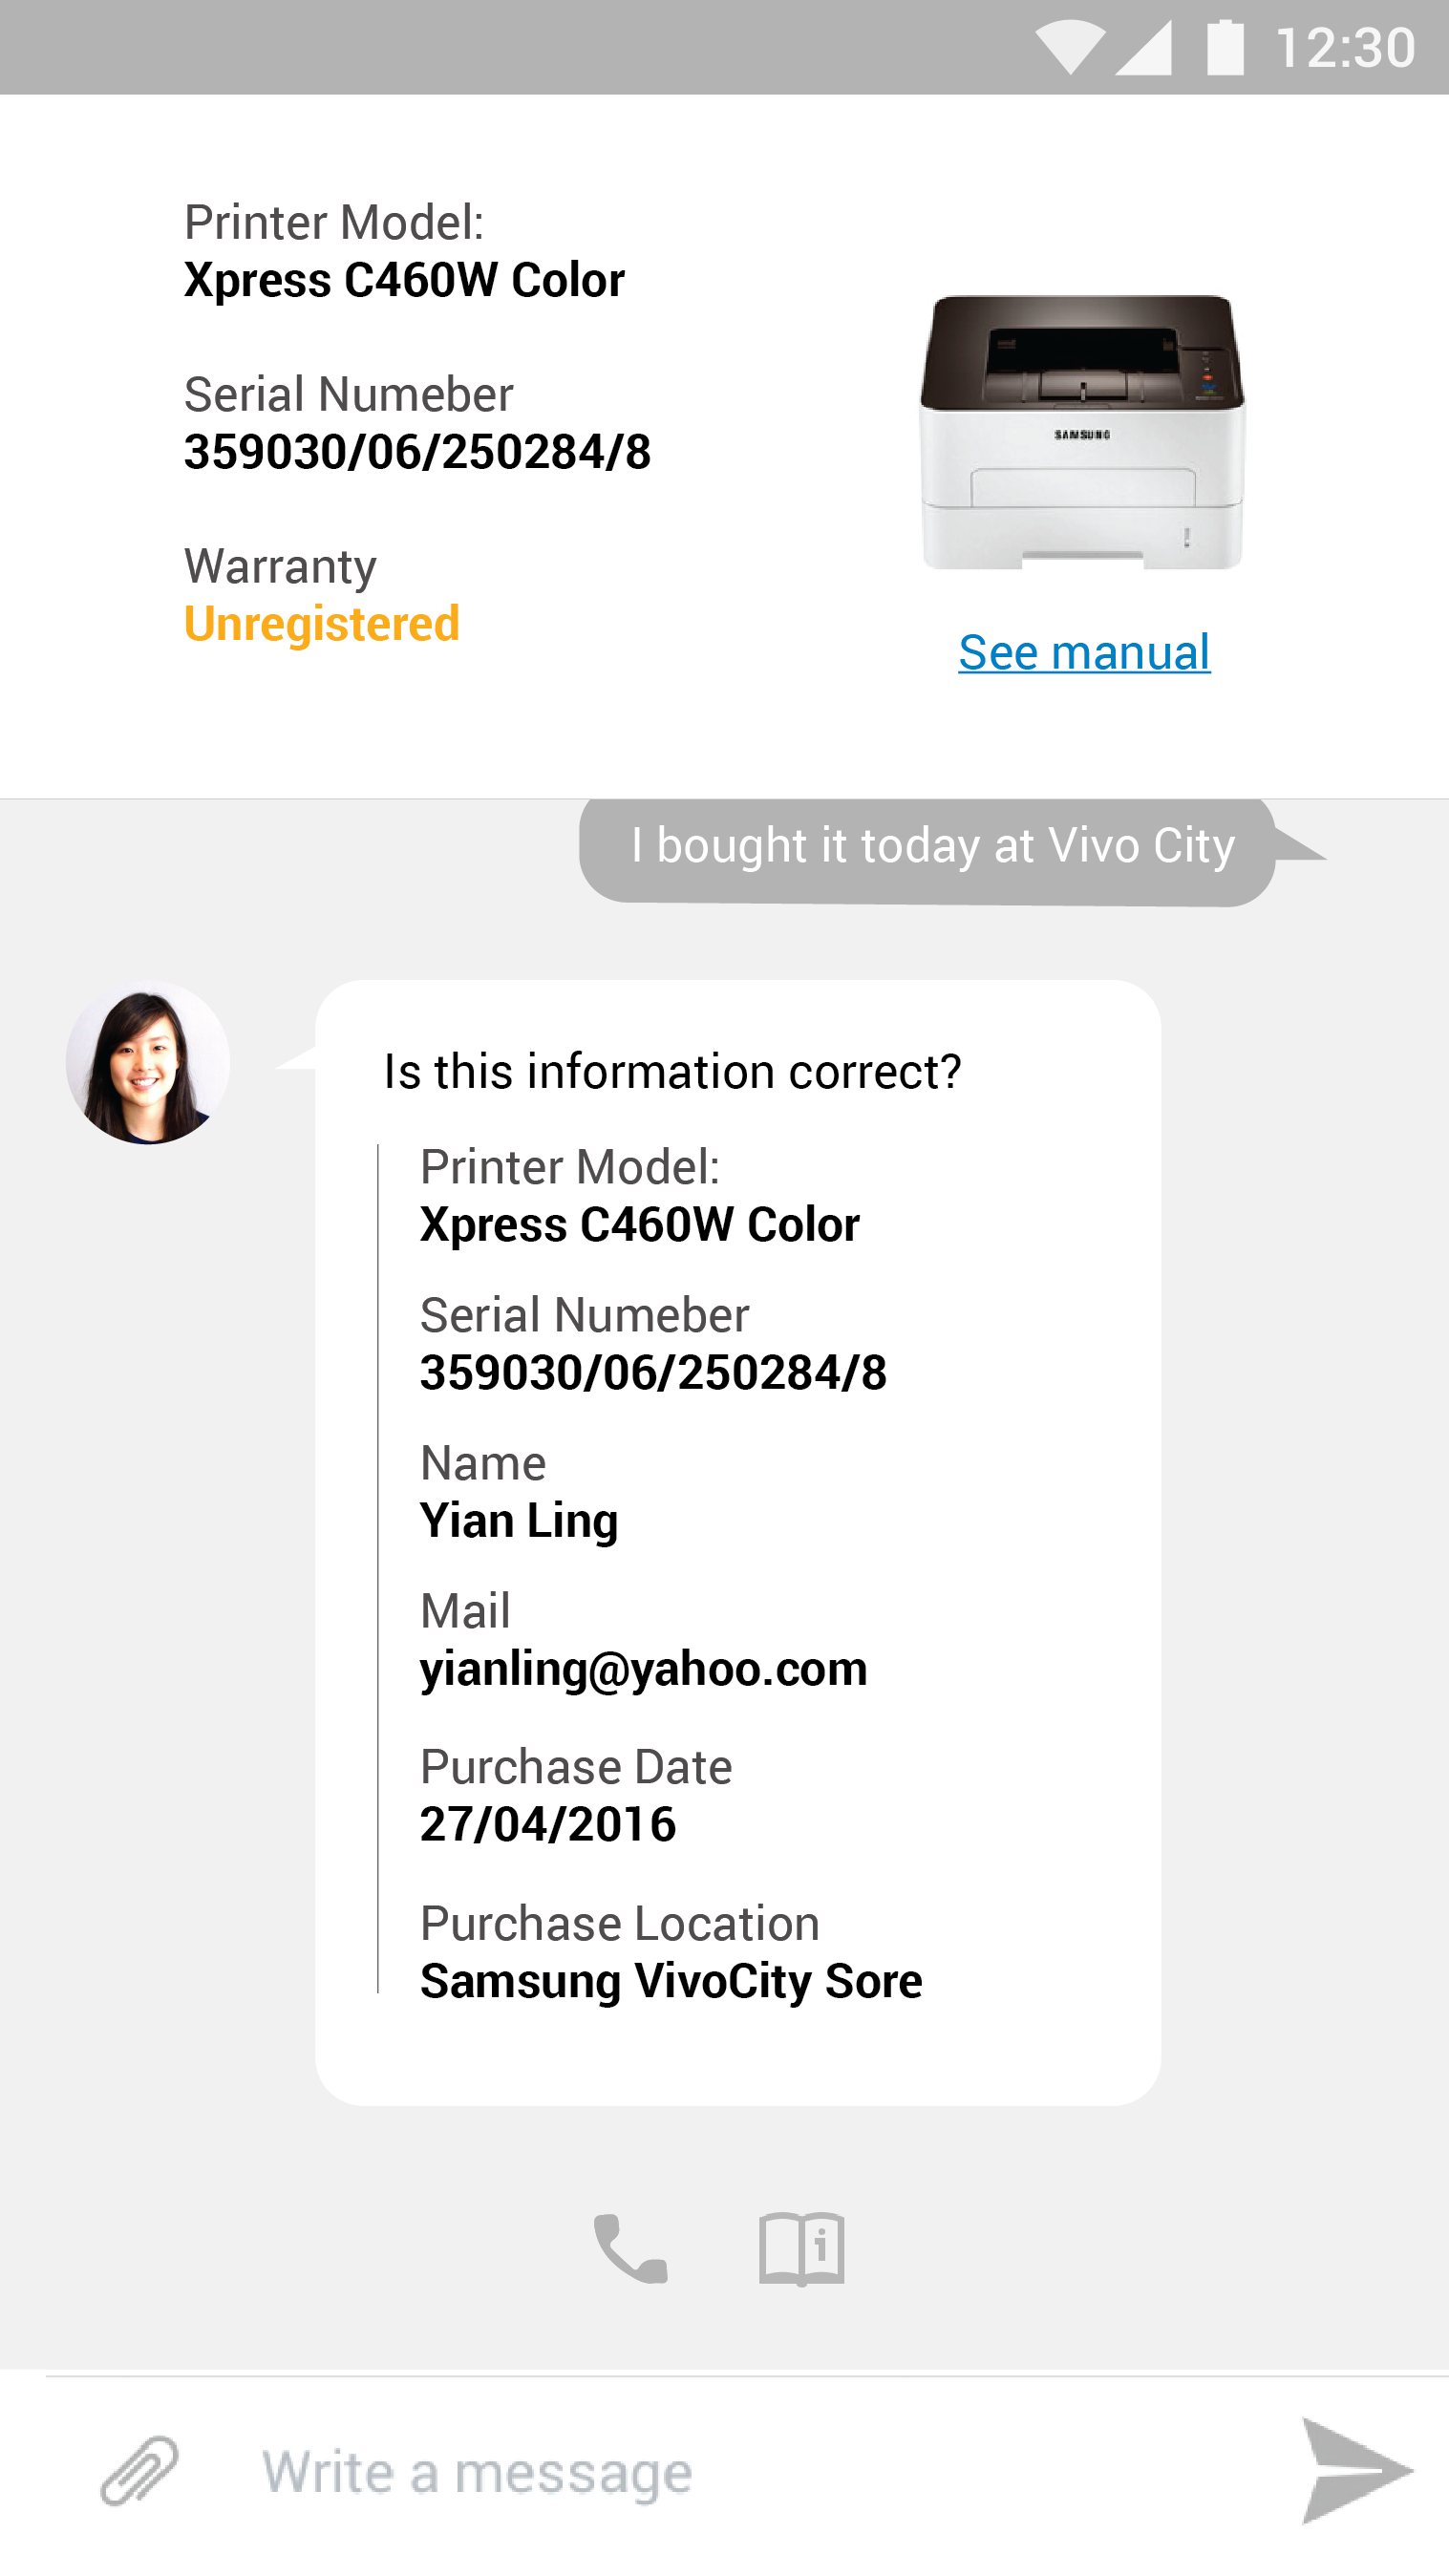 12:30
Printer Model:
Xpress C460W Color
Serial Numeber
359030/06/250284/8
Warranty
Unregistered
SAMSUNG
See manual
I bought it today at Vivo City
Is this information correct?
Printer Model:
Xpress C460W Color
Serial Numeber
359030/06/250284/8
Name
Yian Ling
Mail
yianling@yahoo.com
Purchase Date
27/04/2016
Purchase Location
Samsung VivoCity Sore
Write a message